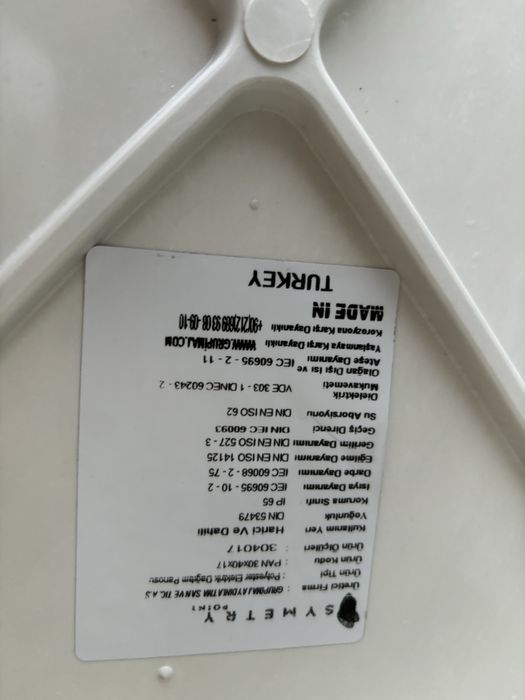 SYMETRY
POINT
Üretici Firma : GRUPİMAJ AYDINLATMA SAN VE TİC A.Ş
Ürün Tipi : Polyester Elektrik Dağıtım Panosu
Ürün Kodu : PAN 30x40x17
Ürün Ölçüleri : 304017
Kullanım Yeri Harici Ve Dahili
Yoğunluk DIN 53479
Koruma Sınıfı IP 65
Isıya Dayanımı IEC 60695 - 10 - 2
Darbe Dayanımı IEC 60068 - 2 - 75
Eğilme Dayanımı DIN EN ISO 14125
Gerilim Dayanımı DIN EN ISO 527 - 3
Geçiş Direnci DIN IEC 60093
Su Aborsiyonu DIN EN ISO 62
Dielektrik
Mukavemeti VDE 303 - 1 DINEC 60243 - 2
Olağan Dışı Isı ve
Ateşe Dayanımı IEC 60695 - 2 - 11
Yaşlanmaya Karşı Dayanıklı WWW.GRUPIMAJ.COM
Korozyona Karşı Dayanıklı +90(212)689 93 08 -09-10
MADE IN
TURKEY